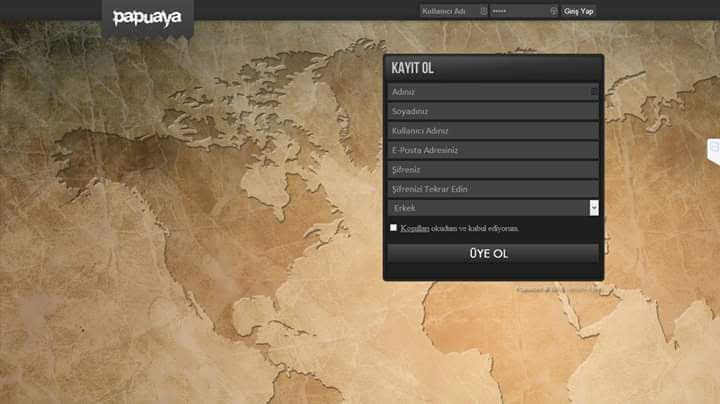 papuaya
Kullanıcı Adı
•••••
Giriş Yap
KAYIT OL
Adınız
Soyadınız
Kullanıcı Adınız
E-Posta Adresiniz
Şifreniz
Şifrenizi Tekrar Edin
Erkek
Koşulları okudum ve kabul ediyorum.
ÜYE OL